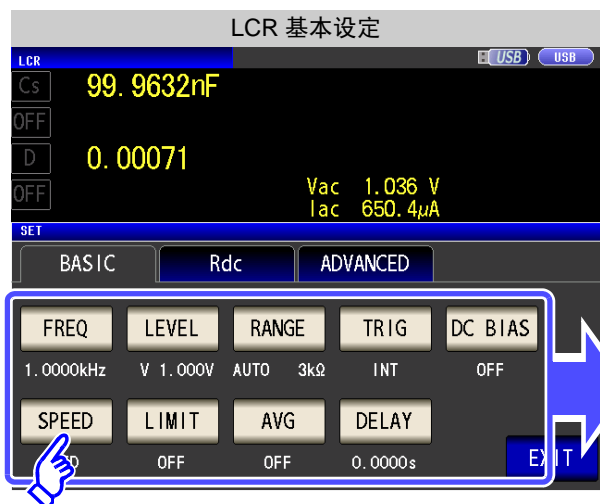 LCR 基本设定
LCR USB USB
Cs 99.9632nF
OFF
D 0.00071
OFF
Vac 1.036 V
Iac 650.4μA
SET
BASIC Rdc ADVANCED
FREQ LEVEL RANGE TRIG DC BIAS
1.0000kHz V 1.000V AUTO 3kΩ INT OFF
SPEED LIMIT AVG DELAY
OFF OFF 0.0000s
EXIT